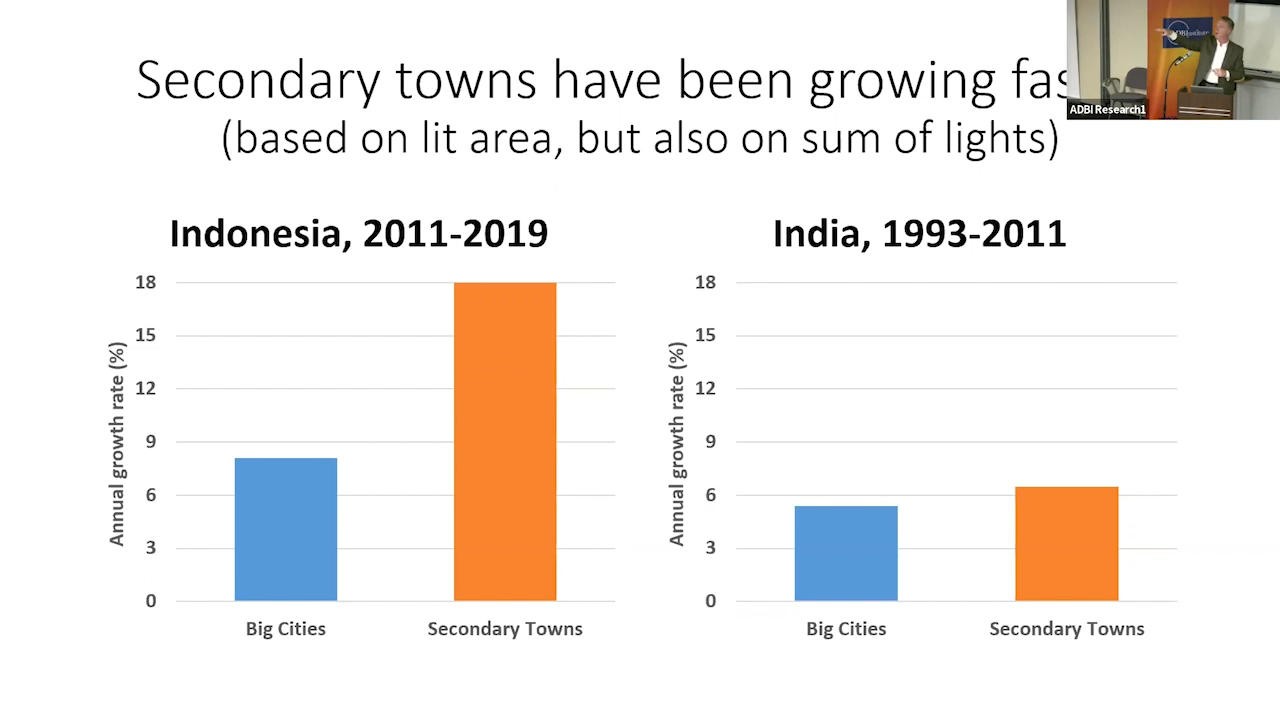 Secondary towns have been growing fas
(based on lit area, but also on sum of lights)
ADBI Research1
Indonesia, 2011-2019
18
15
12
9
6
3
0
Annual growth rate (%)
Big Cities
Secondary Towns
India, 1993-2011
18
15
12
9
6
3
0
Annual growth rate (%)
Big Cities
Secondary Towns